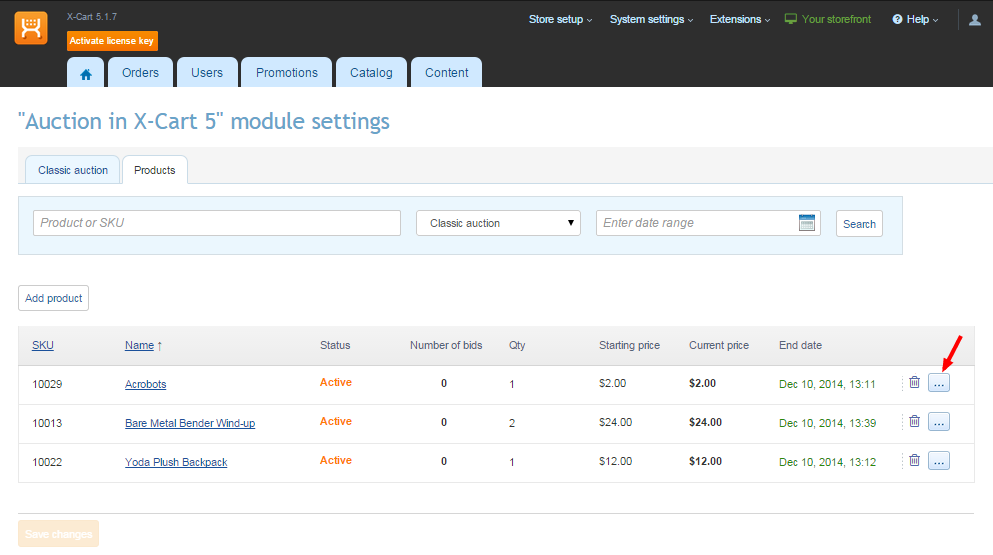 X-Cart 5.1.7
Store setup System settings Extensions Your storefront Help
Activate license key
Orders Users Promotions Catalog Content
"Auction in X-Cart 5" module settings
Classic auction Products
Product or SKU Classic auction Enter date range Search
Add product
SKU Name ↑ Status Number of bids Qty Starting price Current price End date
10029 Acrobots Active 0 1 $2.00 $2.00 Dec 10, 2014, 13:11 ...
10013 Bare Metal Bender Wind-up Active 0 2 $24.00 $24.00 Dec 10, 2014, 13:39 ...
10022 Yoda Plush Backpack Active 0 1 $12.00 $12.00 Dec 10, 2014, 13:12 ...
Save changes